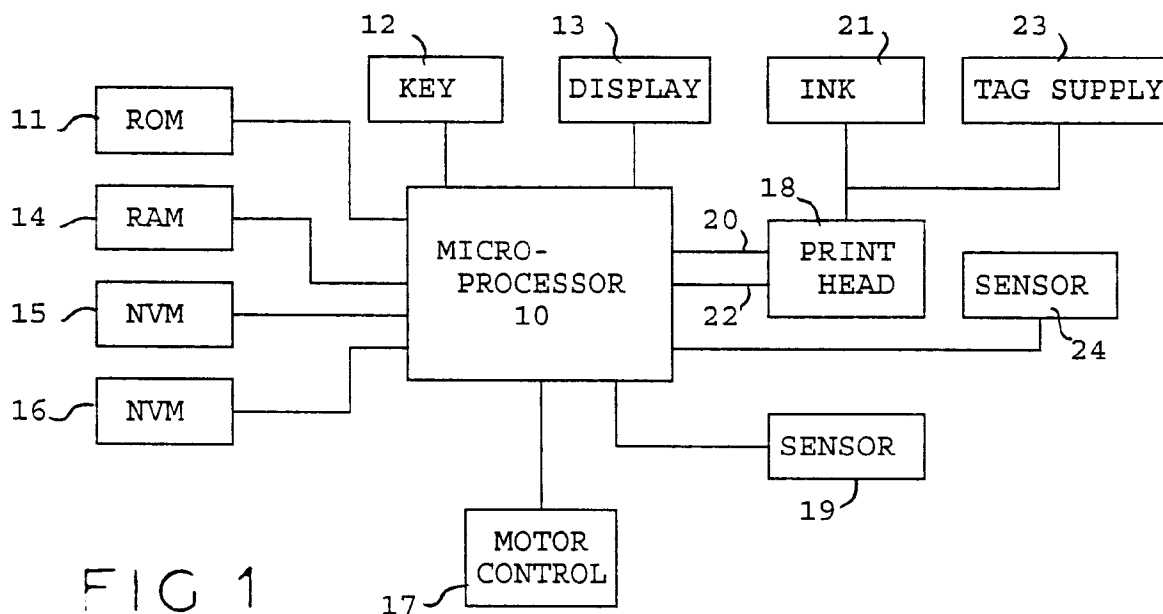 12
13
21
23
KEY
DISPLAY
INK
TAG SUPPLY
11
ROM
14
RAM
18
20
PRINT
HEAD
22
MICRO-
PROCESSOR
10
SENSOR
24
15
NVM
16
NVM
SENSOR
19
MOTOR
CONTROL
17
FIG 1